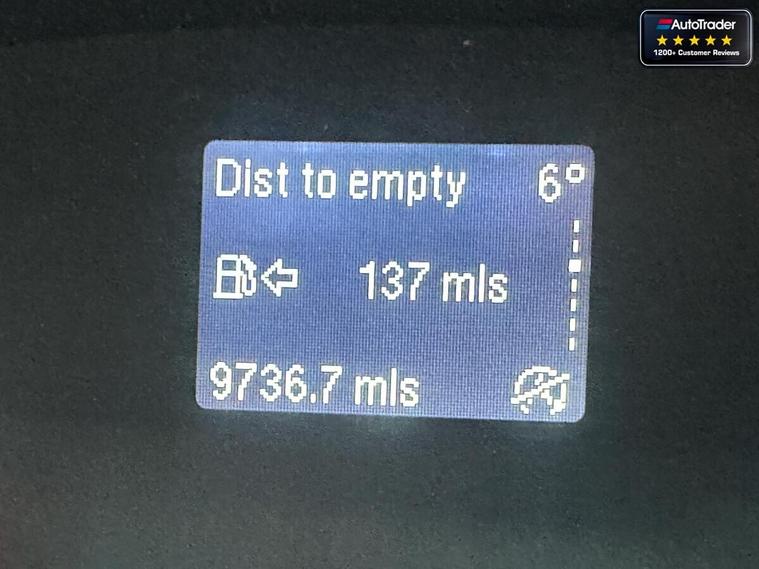 AutoTrader
1200+ Customer Reviews
Dist to empty 6°
137 mls
9736.7 mls